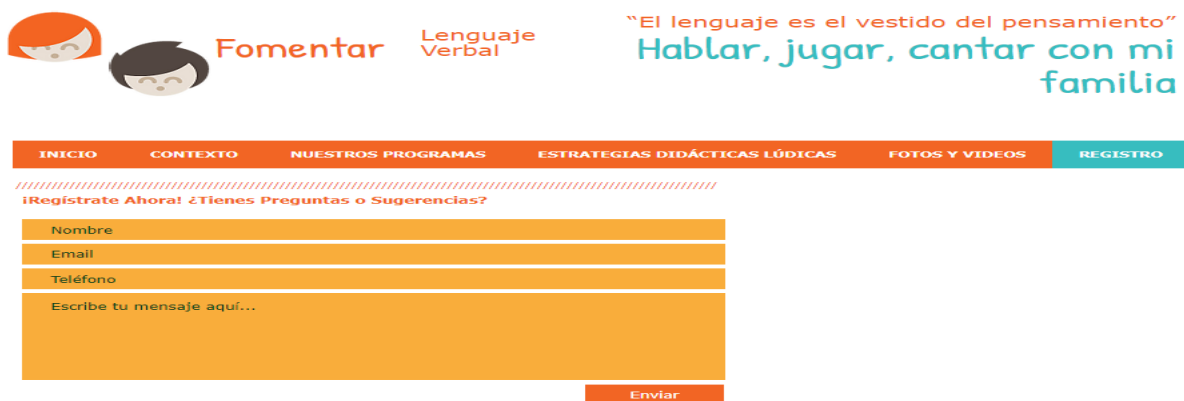 Fomentar
Lenguaje
Verbal
“El lenguaje es el vestido del pensamiento”
Hablar, jugar, cantar con mi
familia
INICIO CONTEXTO NUESTROS PROGRAMAS ESTRATEGIAS DIDÁCTICAS LÚDICAS FOTOS Y VIDEOS REGISTRO
////////////////////////////////////////////////////////////////////////////////////////////////////////////////////
¡Regístrate Ahora! ¿Tienes Preguntas o Sugerencias?
Nombre
Email
Teléfono
Escribe tu mensaje aquí...
Enviar